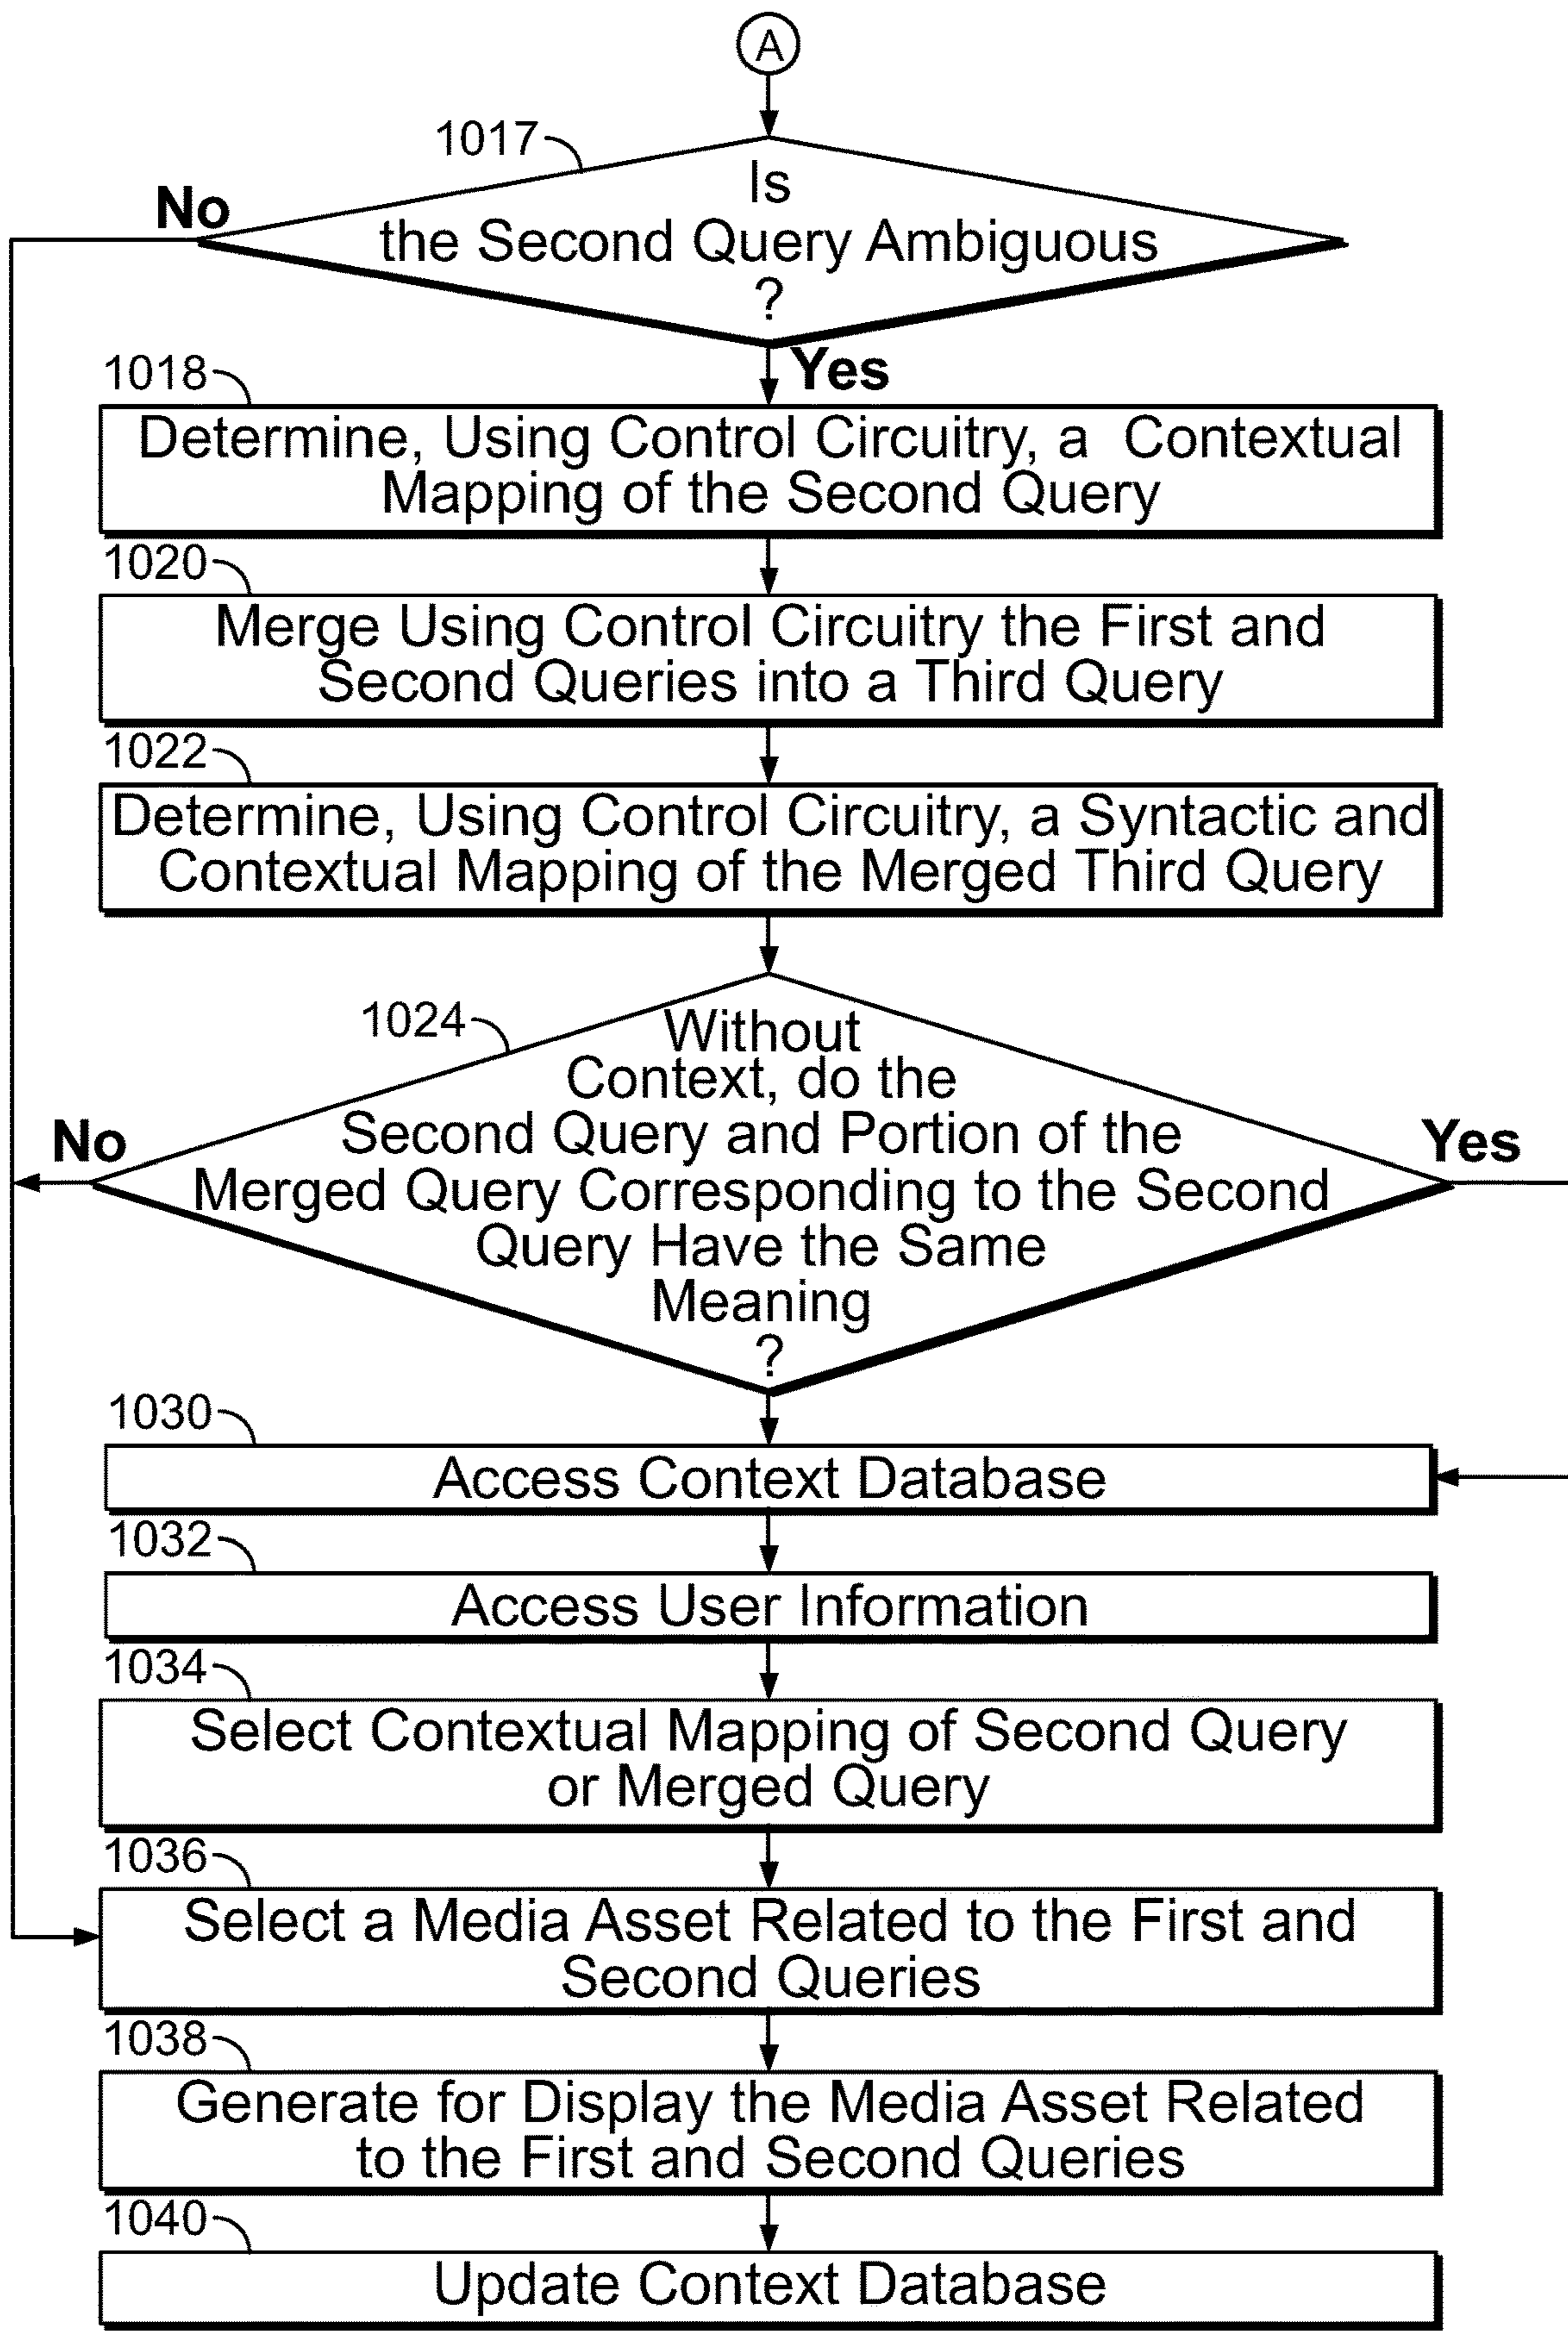 A
1017
Is
No
the Second Query Ambiguous
?
Yes
1018
Determine, Using Control Circuitry, a Contextual
Mapping of the Second Query
1020
Merge Using Control Circuitry the First and
Second Queries into a Third Query
1022
Determine, Using Control Circuitry, a Syntactic and
Contextual Mapping of the Merged Third Query
1024
Without
Context, do the
Second Query and Portion of the
No
Yes
Merged Query Corresponding to the Second
Query Have the Same
Meaning
?
1030
Access Context Database
1032
Access User Information
1034
Select Contextual Mapping of Second Query
or Merged Query
1036
Select a Media Asset Related to the First and
Second Queries
1038
Generate for Display the Media Asset Related
to the First and Second Queries
1040
Update Context Database